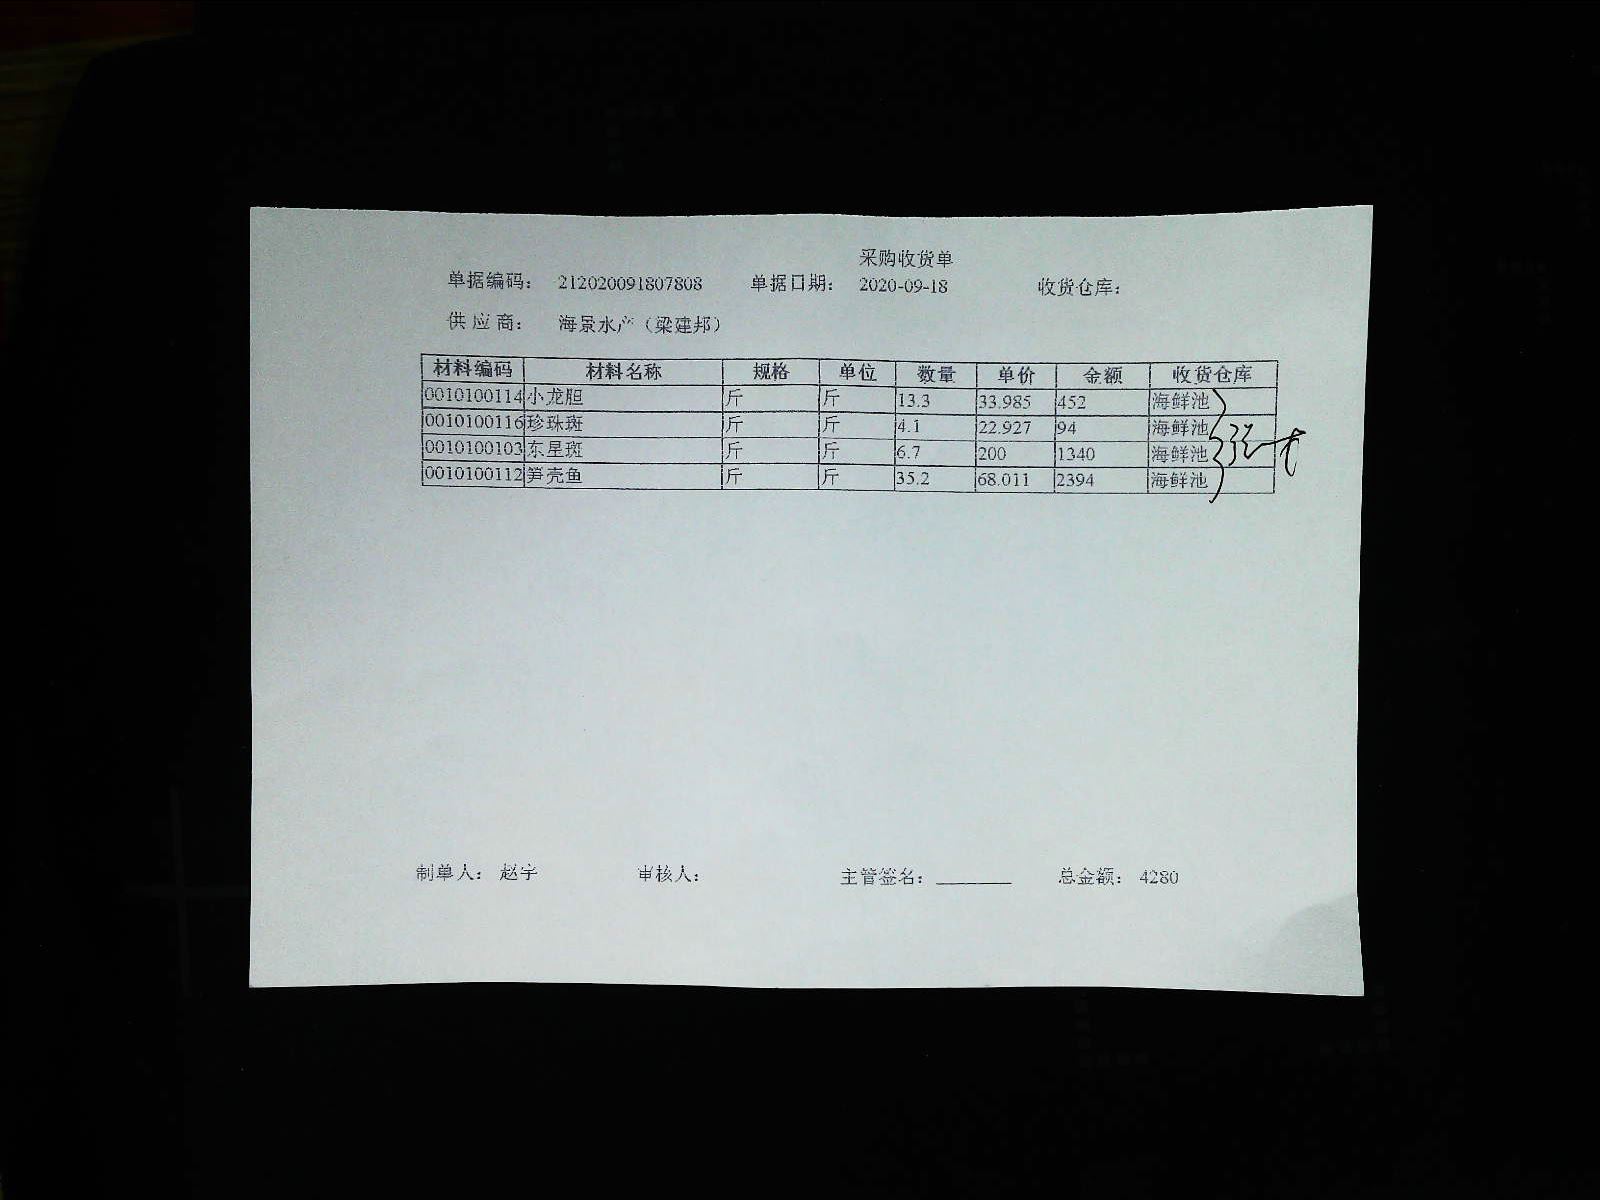 采购收货单
单据编码： 212020091807808 单据日期： 2020-09-18 收货仓库：
供应商： 海景水产（梁建邦）
材料编码 材料名称 规格 单位 数量 单价 金额 收货仓库
0010100114 小龙胆 斤 斤 13.3 33.985 452 海鲜池
0010100116 珍珠斑 斤 斤 4.1 22.927 94 海鲜池
0010100103 东星斑 斤 斤 6.7 200 1340 海鲜池
0010100112 笋壳鱼 斤 斤 35.2 68.011 2394 海鲜池
制单人： 赵宇 审核人： 主管签名： 总金额： 4280